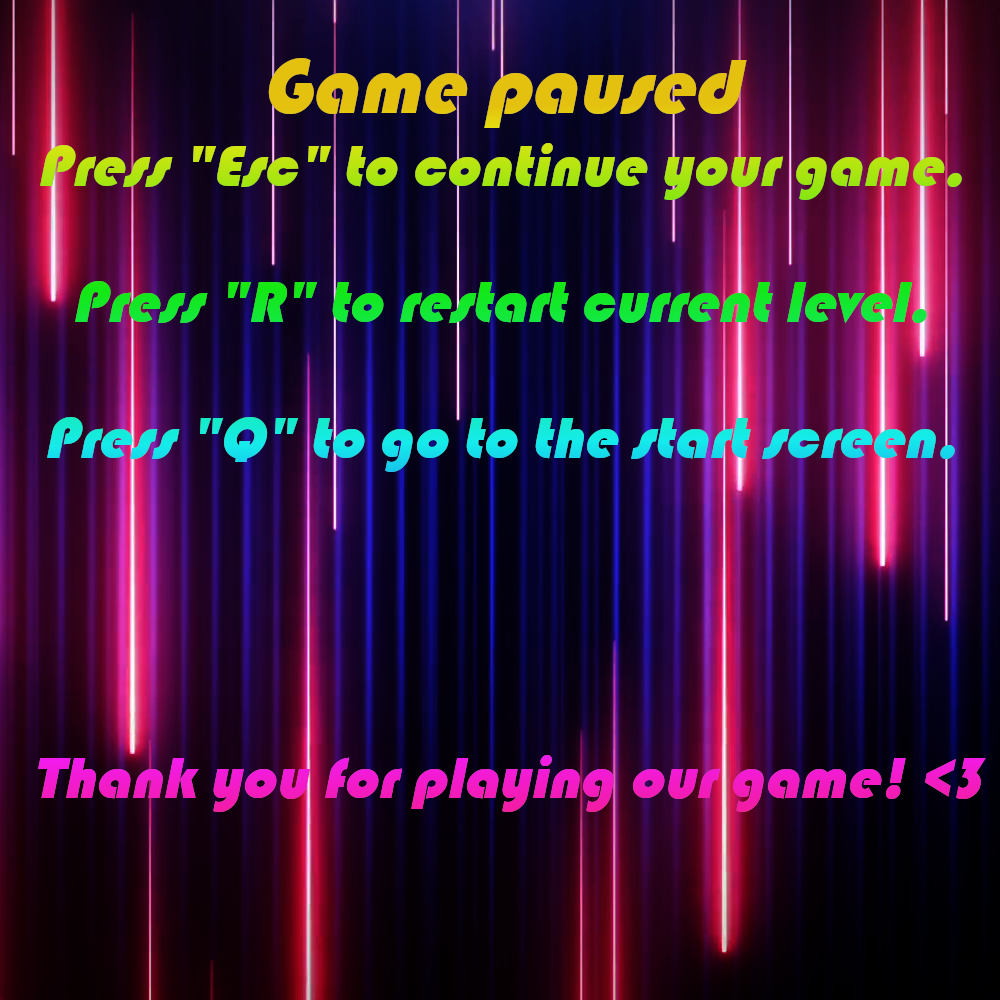 Game paused
Press "Esc" to continue your game.
Press "R" to restart current level.
Press "Q" to go to the start screen.
Thank you for playing our game! <3